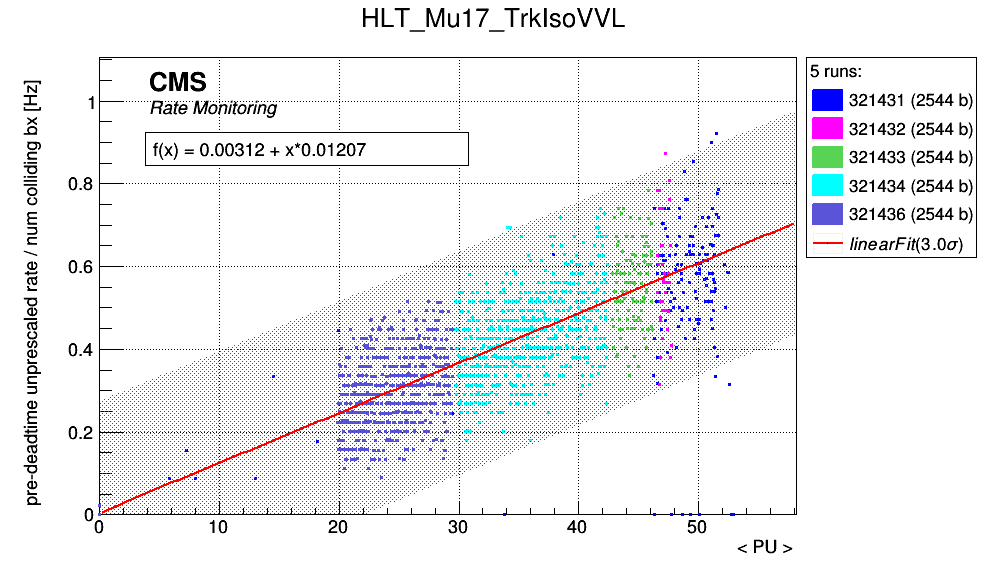 HLT_Mu17_TrkIsoVVL
pre-deadtime unprescaled rate / num colliding bx [Hz]
CMS
Rate Monitoring
f(x) = 0.00312 + x*0.01207
1
0.8
0.6
0.4
0.2
0
0 10 20 30 40 50
< PU >
5 runs:
321431 (2544 b)
321432 (2544 b)
321433 (2544 b)
321434 (2544 b)
321436 (2544 b)
linearFit(3.0σ)